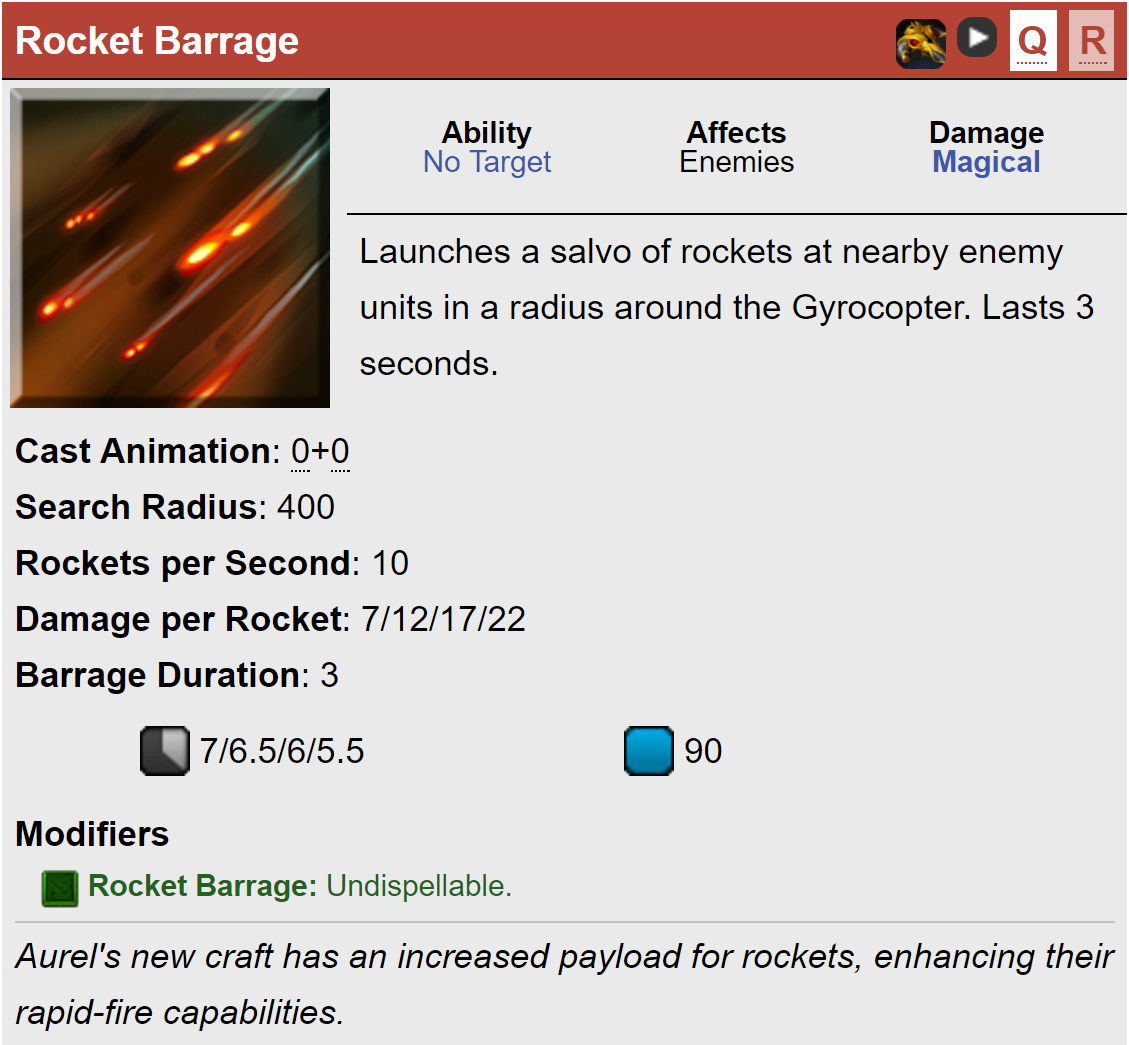 Rocket Barrage Q R
Ability Affects Damage
No Target Enemies Magical
Launches a salvo of rockets at nearby enemy
units in a radius around the Gyrocopter. Lasts 3
seconds.
Cast Animation: 0+0
Search Radius: 400
Rockets per Second: 10
Damage per Rocket: 7/12/17/22
Barrage Duration: 3
7/6.5/6/5.5 90
Modifiers
Rocket Barrage: Undispellable.
Aurel's new craft has an increased payload for rockets, enhancing their
rapid-fire capabilities.